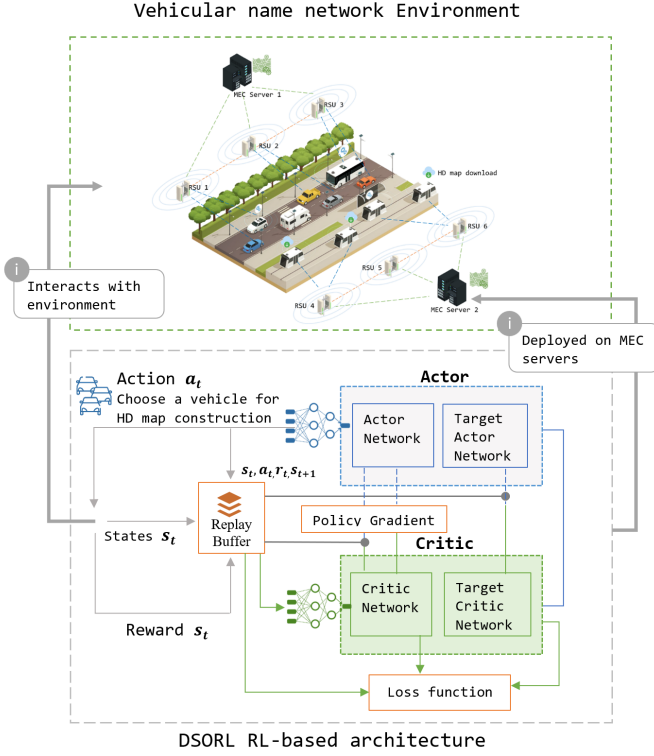 Vehicular name network Environment
MEC Server 1
RSU 3
RSU 2
HD map download
RSU 1
RSU 6
RSU 5
RSU 4
MEC Server 2
i
Interacts with
environment
i
Deployed on MEC
servers
Action a_t
Choose a vehicle for
HD map construction
Actor
Actor
Network
Target
Actor
Network
s_t, a_t, r_t, s_{t+1}
Replay
Buffer
States s_t
Policy Gradient
Critic
Critic
Network
Target
Critic
Network
Reward s_t
Loss function
DSORL RL-based architecture